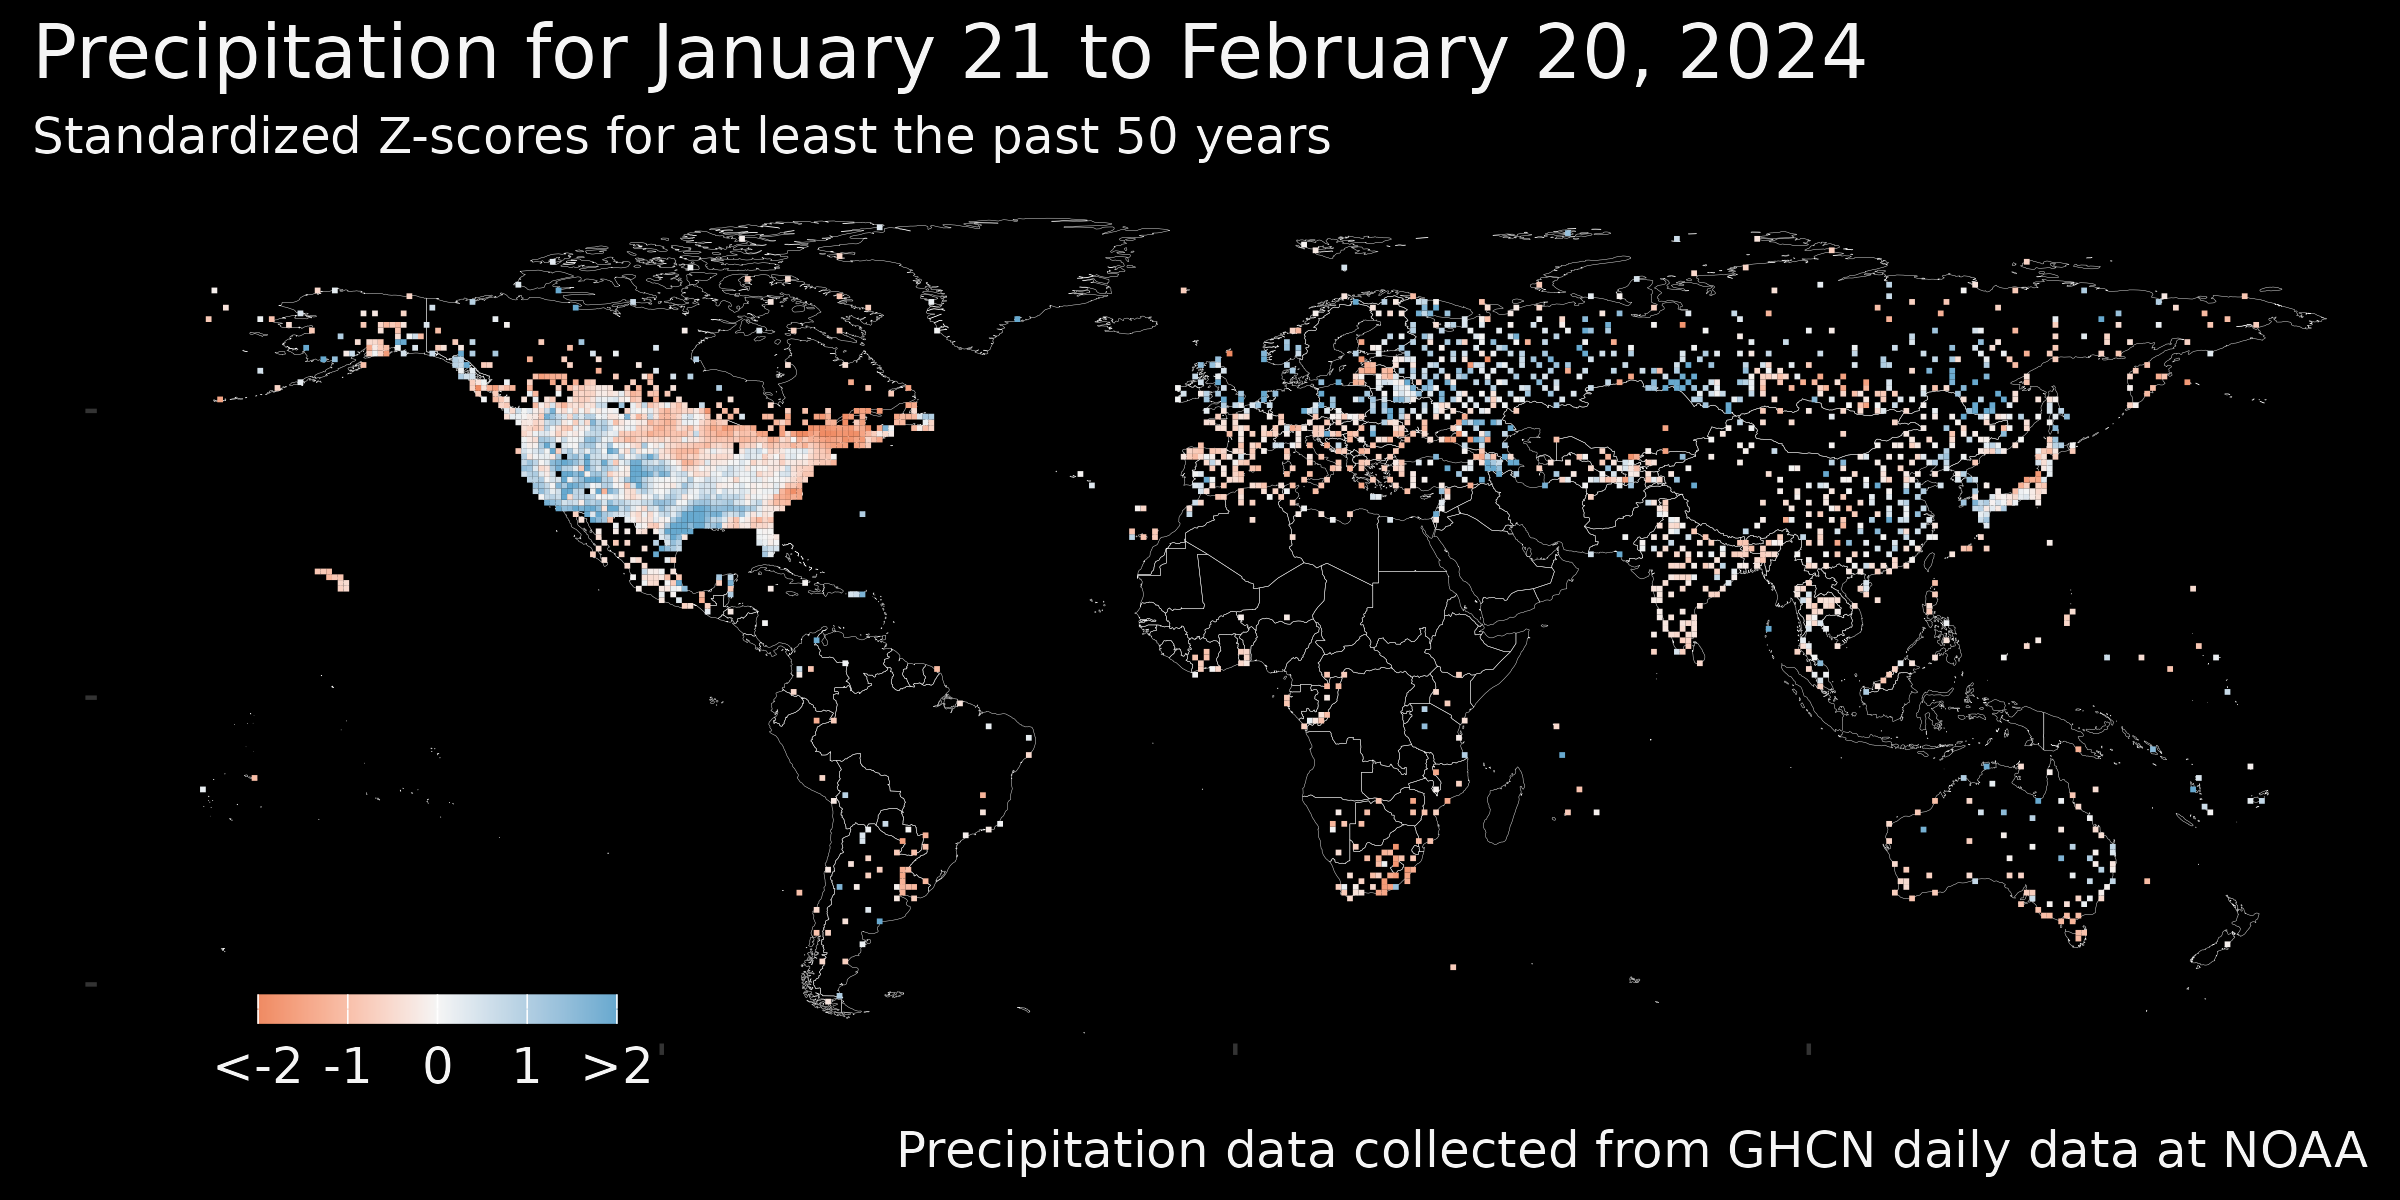 Precipitation for January 21 to February 20, 2024
Standardized Z-scores for at least the past 50 years
<-2 -1 0 1 >2
Precipitation data collected from GHCN daily data at NOAA